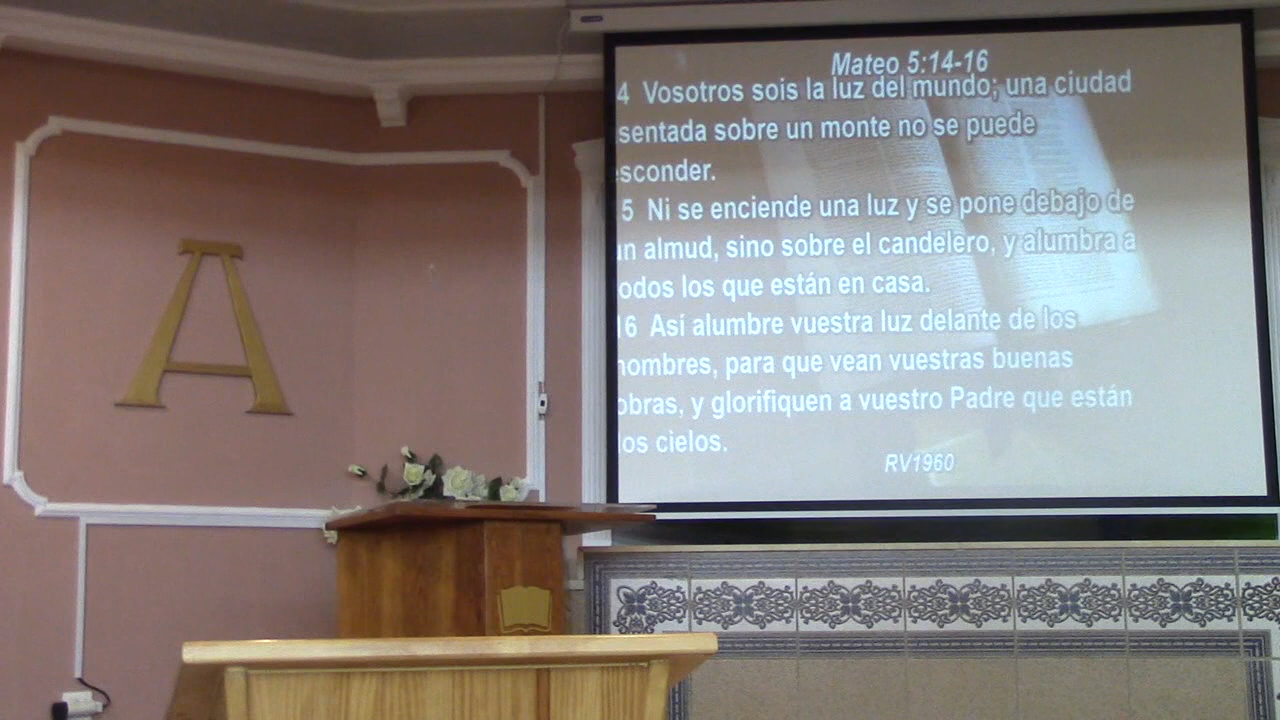 Mateo 5:14-16
4 Vosotros sois la luz del mundo; una ciudad
sentada sobre un monte no se puede
esconder.
5 Ni se enciende una luz y se pone debajo de
un almud, sino sobre el candelero, y alumbra a
odos los que están en casa.
16 Así alumbre vuestra luz delante de los
hombres, para que vean vuestras buenas
obras, y glorifiquen a vuestro Padre que están
los cielos.
RV1960
A